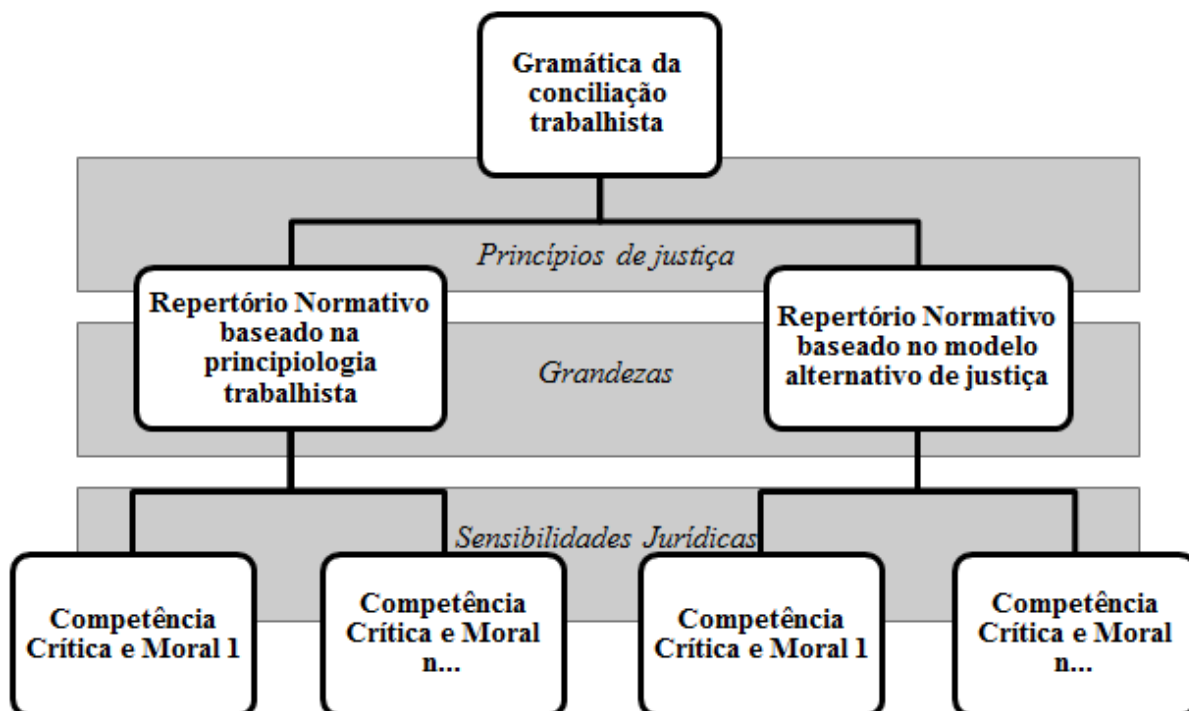 Gramática da
conciliação
trabalhista
Princípios de justiça
Repertório Normativo
baseado na
principiologia
trabalhista
Grandezas
Repertório Normativo
baseado no modelo
alternativo de justiça
Sensibilidades Jurídicas
Competência
Crítica e Moral 1
Competência
Crítica e Moral
n...
Competência
Crítica e Moral 1
Competência
Crítica e Moral
n...